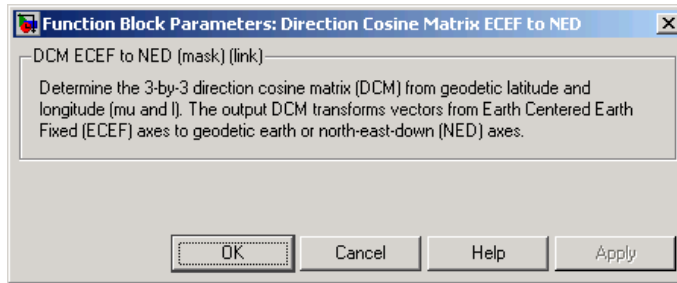 Function Block Parameters: Direction Cosine Matrix ECEF to NED
DCM ECEF to NED (mask) (link)
Determine the 3-by-3 direction cosine matrix (DCM) from geodetic latitude and
longitude (mu and l). The output DCM transforms vectors from Earth Centered Earth
Fixed (ECEF) axes to geodetic earth or north-east-down (NED) axes.
OK Cancel Help Apply